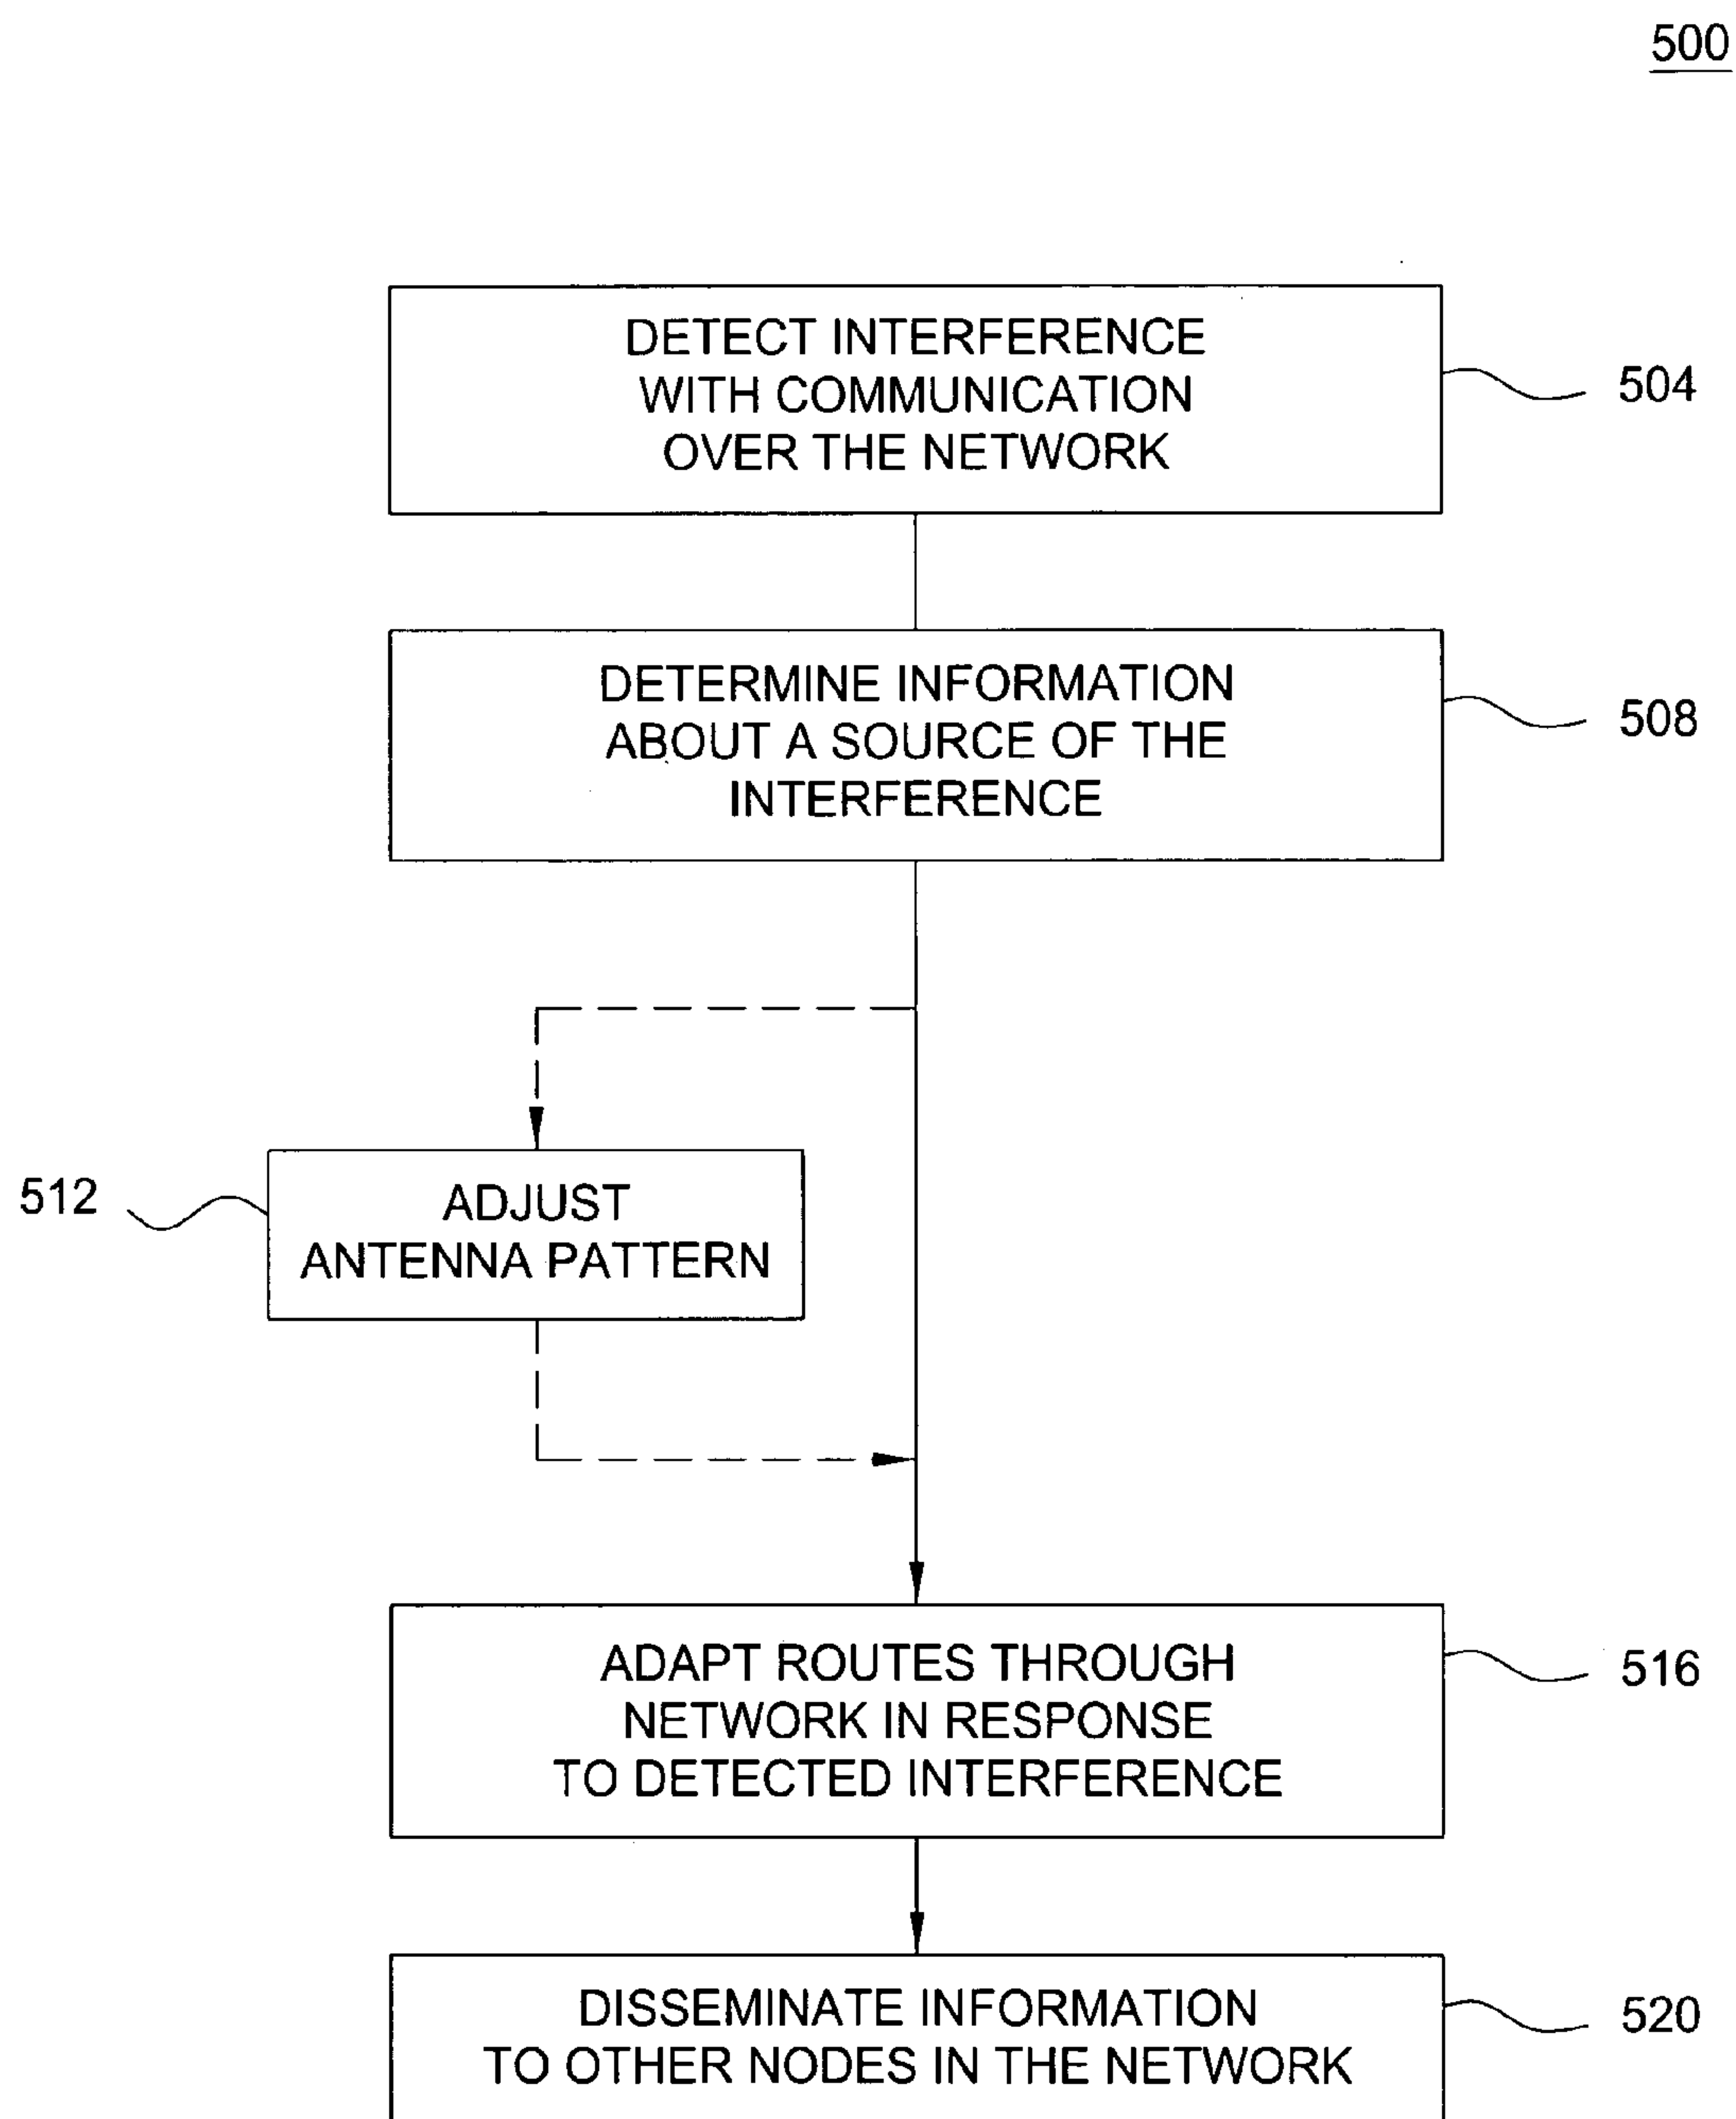 500
DETECT INTERFERENCE
WITH COMMUNICATION
OVER THE NETWORK
504
DETERMINE INFORMATION
ABOUT A SOURCE OF THE
INTERFERENCE
508
512
ADJUST
ANTENNA PATTERN
ADAPT ROUTES THROUGH
NETWORK IN RESPONSE
TO DETECTED INTERFERENCE
516
DISSEMINATE INFORMATION
TO OTHER NODES IN THE NETWORK
520